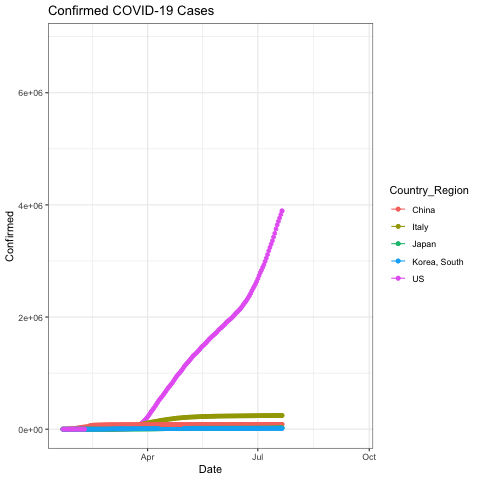 Confirmed COVID-19 Cases
6e+06
4e+06
2e+06
0e+00
Confirmed
Apr
Jul
Oct
Date
Country_Region
China
Italy
Japan
Korea, South
US